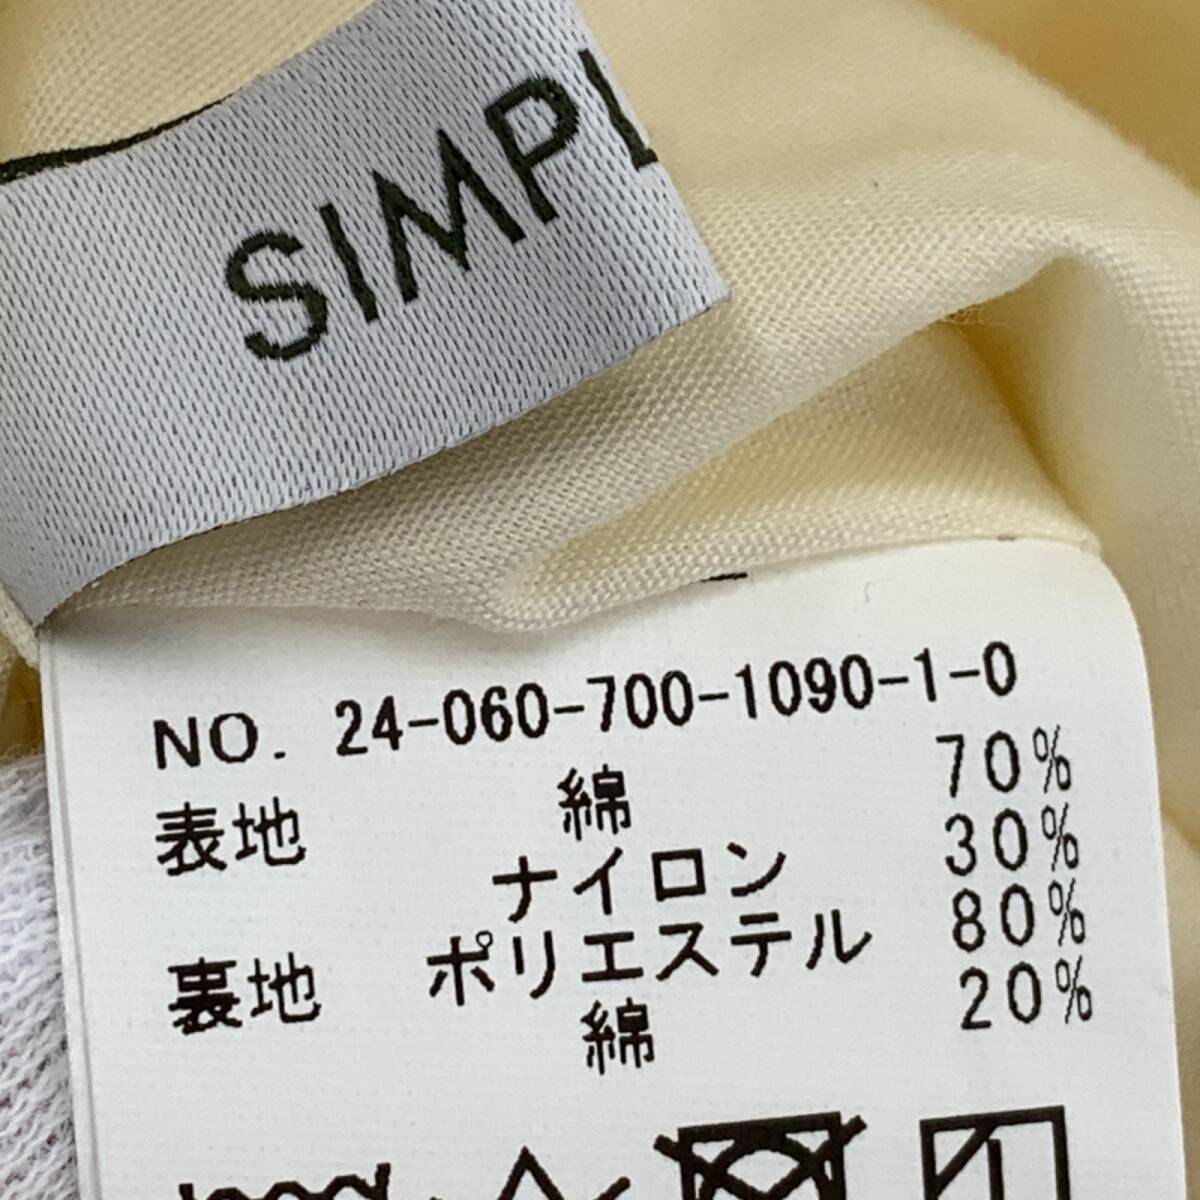 SIMPL
NO. 24-060-700-1090-1-0
表地 綿 70%
ナイロン 30%
裏地 ポリエステル 80%
綿 20%